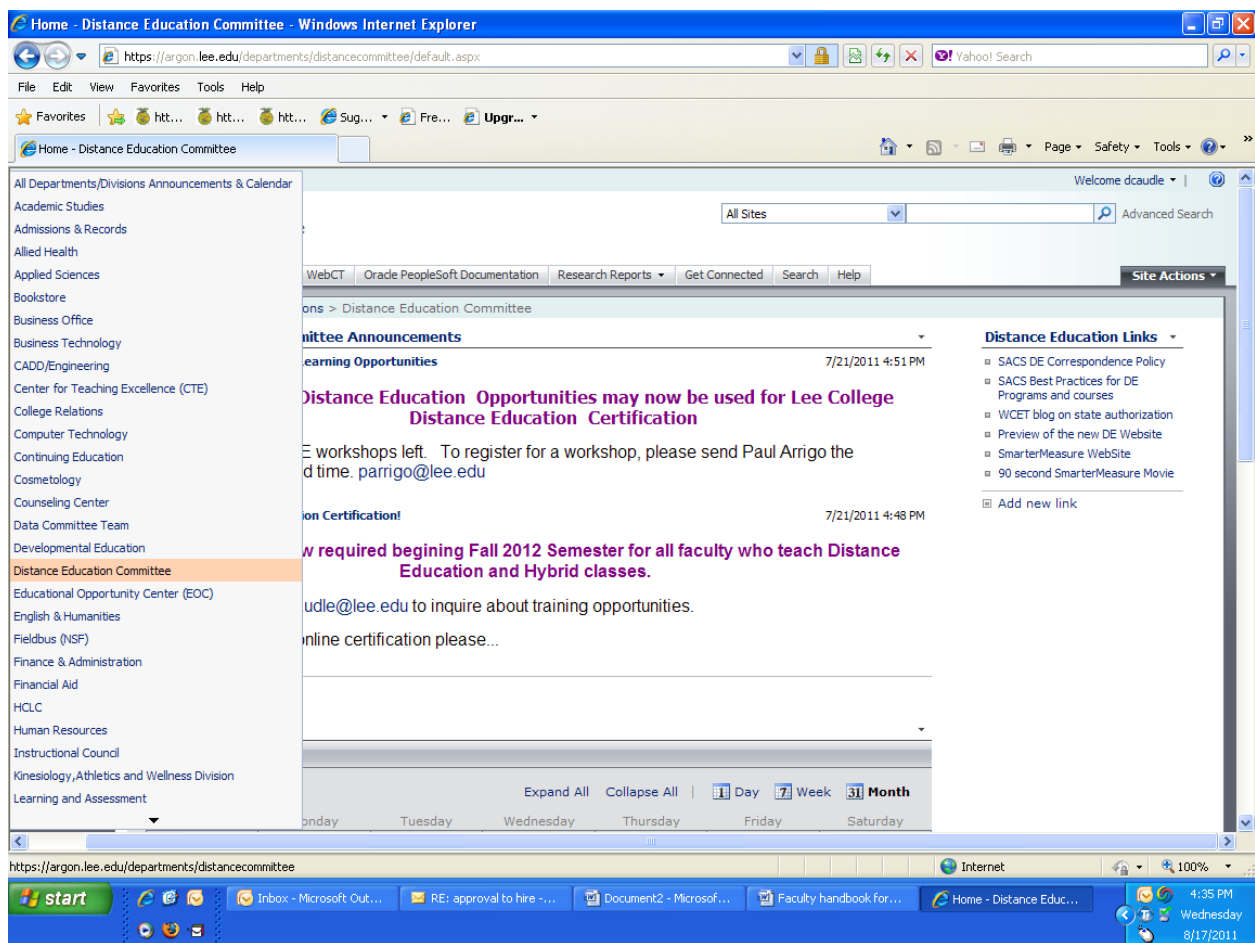 Home - Distance Education Committee - Windows Internet Explorer
https://argon.lee.edu/departments/distancecommittee/default.aspx
Yahoo! Search
File Edit View Favorites Tools Help
Favorites htt... htt... htt... Sug... Fre... Upgr...
Home - Distance Education Committee
Page Safety Tools
All Departments/Divisions Announcements & Calendar
Academic Studies
Admissions & Records
Allied Health
Applied Sciences
Bookstore
Business Office
Business Technology
CADD/Engineering
Center for Teaching Excellence (CTE)
College Relations
Computer Technology
Continuing Education
Cosmetology
Counseling Center
Data Committee Team
Developmental Education
Distance Education Committee
Educational Opportunity Center (EOC)
English & Humanities
Fieldbus (NSF)
Finance & Administration
Financial Aid
HCLC
Human Resources
Instructional Council
Kinesiology,Athletics and Wellness Division
Learning and Assessment
Welcome dcaudle |
All Sites
Advanced Search
WebCT Oracle PeopleSoft Documentation Research Reports Get Connected Search Help
Site Actions
ons > Distance Education Committee
mittee Announcements
earning Opportunities 7/21/2011 4:51 PM
Distance Education Opportunities may now be used for Lee College
Distance Education Certification
E workshops left. To register for a workshop, please send Paul Arrigo the
d time. parrigo@lee.edu
ion Certification! 7/21/2011 4:48 PM
w required begining Fall 2012 Semester for all faculty who teach Distance
Education and Hybrid classes.
udle@lee.edu to inquire about training opportunities.
nline certification please...
Distance Education Links
SACS DE Correspondence Policy
SACS Best Practices for DE
Programs and courses
WCET blog on state authorization
Preview of the new DE Website
SmarterMeasure WebSite
90 second SmarterMeasure Movie
Add new link
Expand All Collapse All | 1 Day 7 Week 31 Month
onday Tuesday Wednesday Thursday Friday Saturday
https://argon.lee.edu/departments/distancecommittee
Internet
100%
start
Inbox - Microsoft Out...
RE: approval to hire -...
Document2 - Microsof...
Faculty handbook for...
Home - Distance Educ...
4:35 PM
Wednesday
8/17/2011